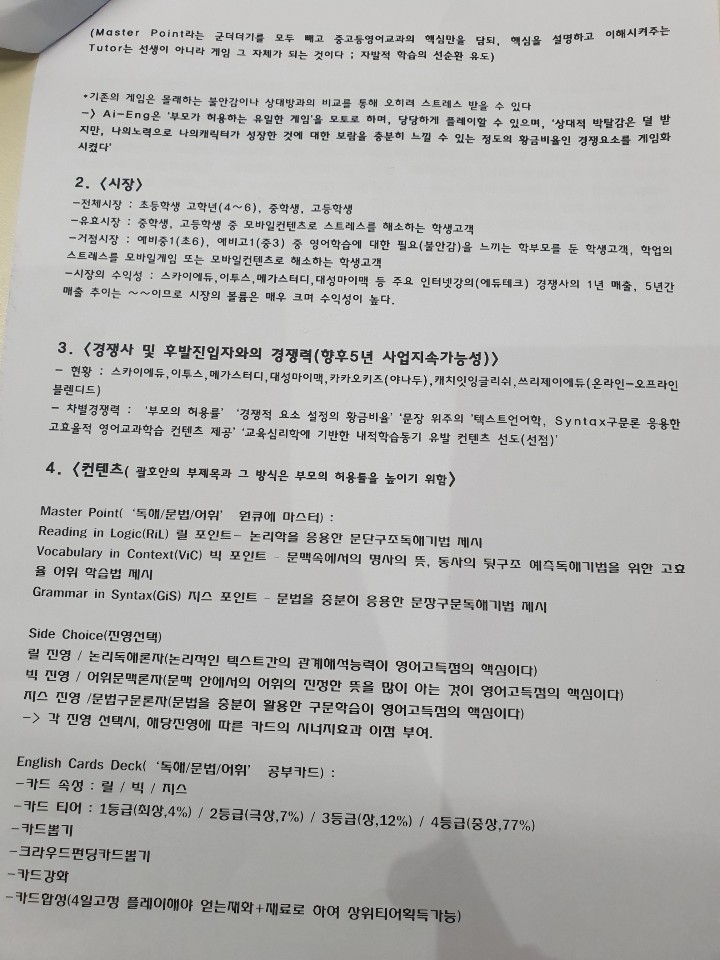 (Master Point라는 군더더기를 모두 빼고 중고등영어교과의 핵심만을 담되, 핵심을 설명하고 이해시켜주는
Tutor는 선생이 아니라 게임 그 자체가 되는 것이다 ; 자발적 학습의 선순환 유도)
*기존의 게임은 몰래하는 불안감이나 상대방과의 비교를 통해 오히려 스트레스 받을 수 있다
-> Ai-Eng은 '부모가 허용하는 유일한 게임'을 모토로 하며, 당당하게 플레이할 수 있으며, '상대적 박탈감은 덜 받
지만, 나의노력으로 나의캐릭터가 성장한 것에 대한 보람을 충분히 느낄 수 있는 정도의 황금비율인 경쟁요소를 게임화
시켰다'
2. <시장>
-전체시장 : 초등학생 고학년(4~6), 중학생, 고등학생
-유효시장 : 중학생, 고등학생 중 모바일컨텐츠로 스트레스를 해소하는 학생고객
-거점시장 : 예비중1(초6), 예비고1(중3) 중 영어학습에 대한 필요(불안감)을 느끼는 학부모를 둔 학생고객, 학업의
스트레스를 모바일게임 또는 모바일컨텐츠로 해소하는 학생고객
-시장의 수익성 : 스카이에듀,이투스,메가스터디,대성마이맥 등 주요 인터넷강의(에듀테크) 경쟁사의 1년 매출, 5년간
매출 추이는 ~~이므로 시장의 볼륨은 매우 크며 수익성이 높다.
3. <경쟁사 및 후발진입자와의 경쟁력(향후5년 사업지속가능성)>
- 현황 : 스카이에듀,이투스,메가스터디,대성마이맥,카카오키즈(야나두),캐치잇잉글리쉬,쓰리제이에듀(온라인-오프라인
블렌디드)
- 차별경쟁력 : '부모의 허용률' '경쟁적 요소 설정의 황금비율' '문장 위주의 '텍스트언어학, Syntax구문론 응용한
고효율적 영어교과학습 컨텐츠 제공' '교육심리학에 기반한 내적학습동기 유발 컨텐츠 선도(선점)'
4. <컨텐츠( 괄호안의 부제목과 그 방식은 부모의 허용률을 높이기 위함>
Master Point( '독해/문법/어휘' 원큐에 마스터) :
Reading in Logic(RiL) 릴 포인트- 논리학을 응용한 문단구조독해기법 제시
Vocabulary in Context(ViC) 빅 포인트 - 문맥속에서의 명사의 뜻, 동사의 뒷구조 예측독해기법을 위한 고효
율 어휘 학습법 제시
Grammar in Syntax(GiS) 지스 포인트 - 문법을 충분히 응용한 문장구문독해기법 제시
Side Choice(진영선택)
릴 진영 / 논리독해론자(논리적인 텍스트간의 관계해석능력이 영어고득점의 핵심이다)
빅 진영 / 어휘문맥론자(문맥 안에서의 어휘의 진정한 뜻을 많이 아는 것이 영어고득점의 핵심이다)
지스 진영 /문법구문론자(문법을 충분히 활용한 구문학습이 영어고득점의 핵심이다)
-> 각 진영 선택시, 해당진영에 따른 카드의 시너지효과 이점 부여.
English Cards Deck( '독해/문법/어휘' 공부카드) :
-카드 속성 : 릴 / 빅 / 지스
-카드 티어 : 1등급(최상,4%) / 2등급(극상,7%) / 3등급(상,12%) / 4등급(중상,77%)
-카드뽑기
-크라우드펀딩카드뽑기
-카드강화
-카드합성(4일고정 플레이해야 얻는재화+재료로 하여 상위티어획득가능)